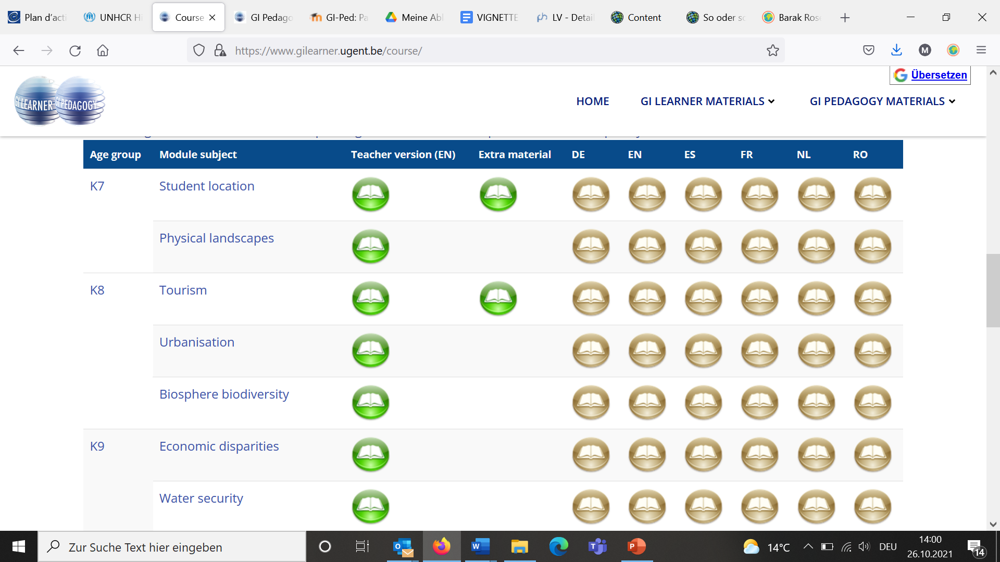 Plan d'acti UNHCR Hi Course GI Pedago GI-Ped: Pa Meine Abl VIGNETTE LV - Detail Content So oder sc Barak Rose
https://www.gilearner.ugent.be/course/
M
Übersetzen
GI LEARNER GI PEDAGOGY
HOME GI LEARNER MATERIALS GI PEDAGOGY MATERIALS
Age group Module subject Teacher version (EN) Extra material DE EN ES FR NL RO
K7 Student location
Physical landscapes
K8 Tourism
Urbanisation
Biosphere biodiversity
K9 Economic disparities
Water security
Zur Suche Text hier eingeben
14°C DEU
14:00
26.10.2021
14